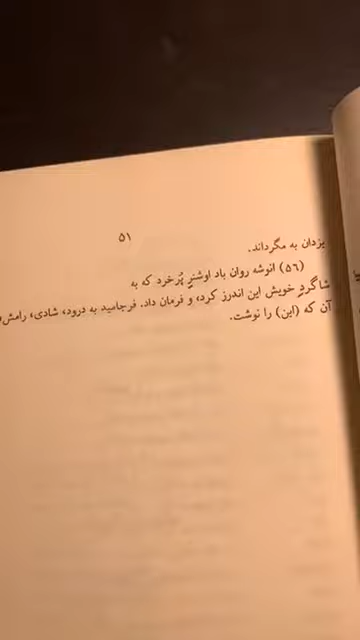 ۵۱
یزدان به مگرداند.
(۵۶) انوشه روان باد اوشنرِ پُرخرد که به
شاگردِ خویش این اندرز کرد، و فرمان داد. فرجامید به درود، شادی، رامش،
آن که (این) را نوشت.